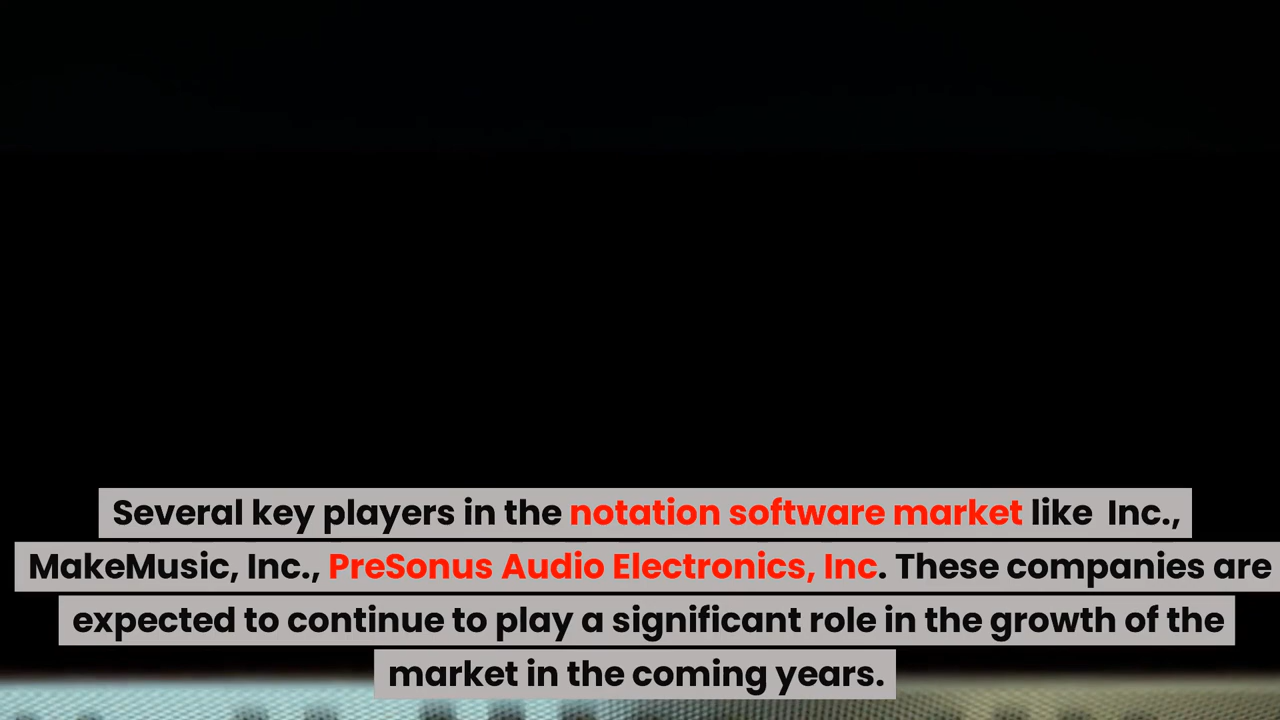 Several key players in the notation software market like  Inc.,
MakeMusic, Inc., PreSonus Audio Electronics, Inc. These companies are
expected to continue to play a significant role in the growth of the
market in the coming years.